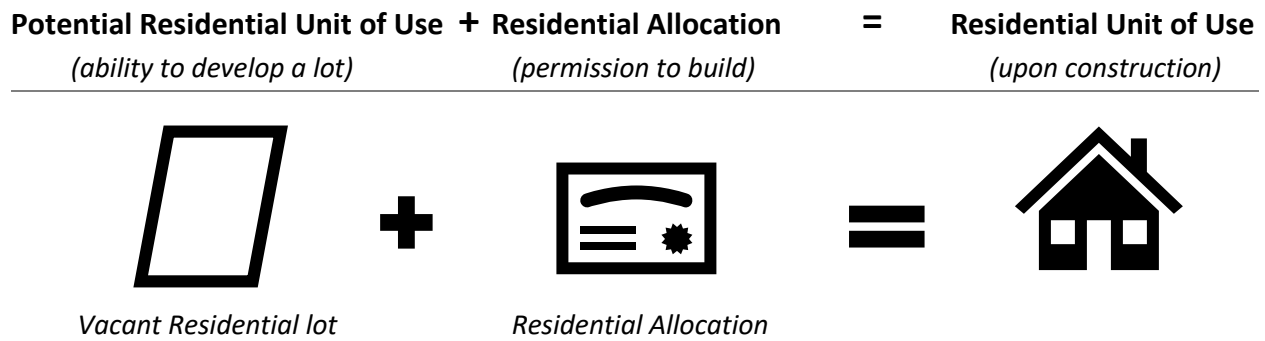 Potential Residential Unit of Use + Residential Allocation = Residential Unit of Use
(ability to develop a lot) (permission to build) (upon construction)
Vacant Residential lot Residential Allocation